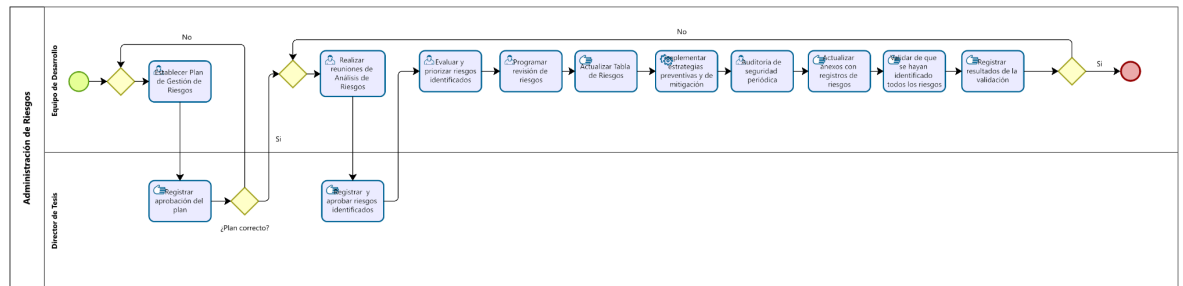 Administración de Riesgos
Equipo de Desarrollo
Director de Tesis
No
Establecer Plan
de Gestión de
Riesgos
Registrar
aprobación del
plan
¿Plan correcto?
Si
No
Realizar
reuniones de
Análisis de
Riesgos
Registrar y
aprobar riesgos
identificados
Evaluar y
priorizar riesgos
identificados
Programar
revisión de
riesgos
Actualizar Tabla
de Riesgos
Implementar
estrategias
preventivas y de
mitigación
Auditoria de
seguridad
periódica
Actualizar
anexos con
registros de
riesgos
Validar de que
se hayan
identificado
todos los riesgos
Registrar
resultados de la
validación
Si